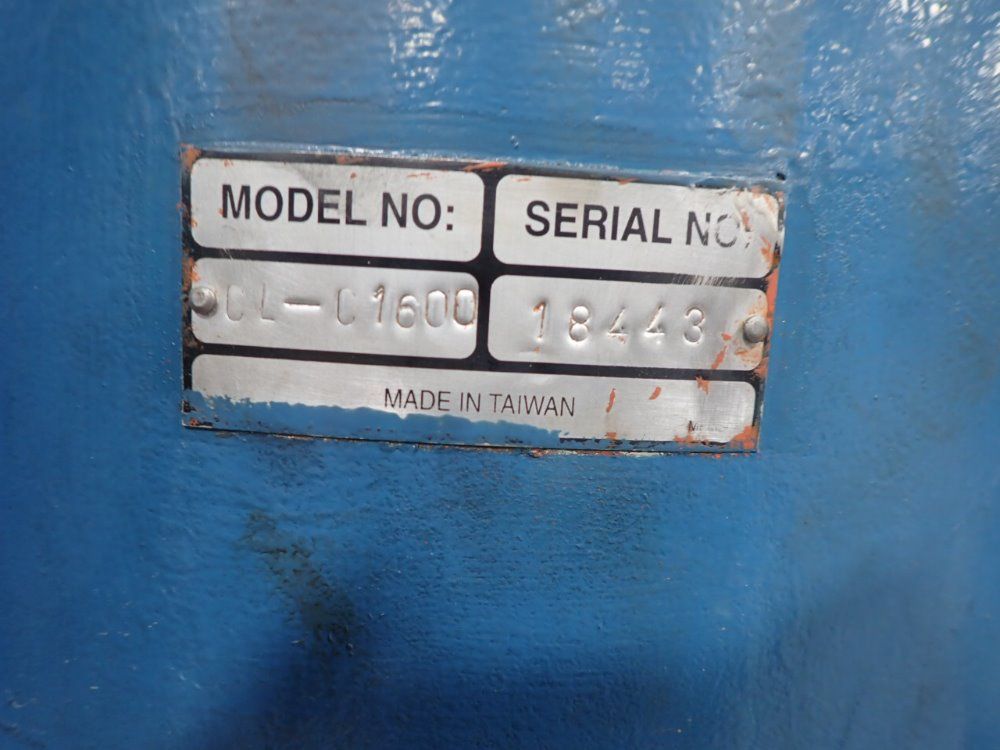 MODEL NO: SERIAL NO:
CL-C1600 18443
MADE IN TAIWAN